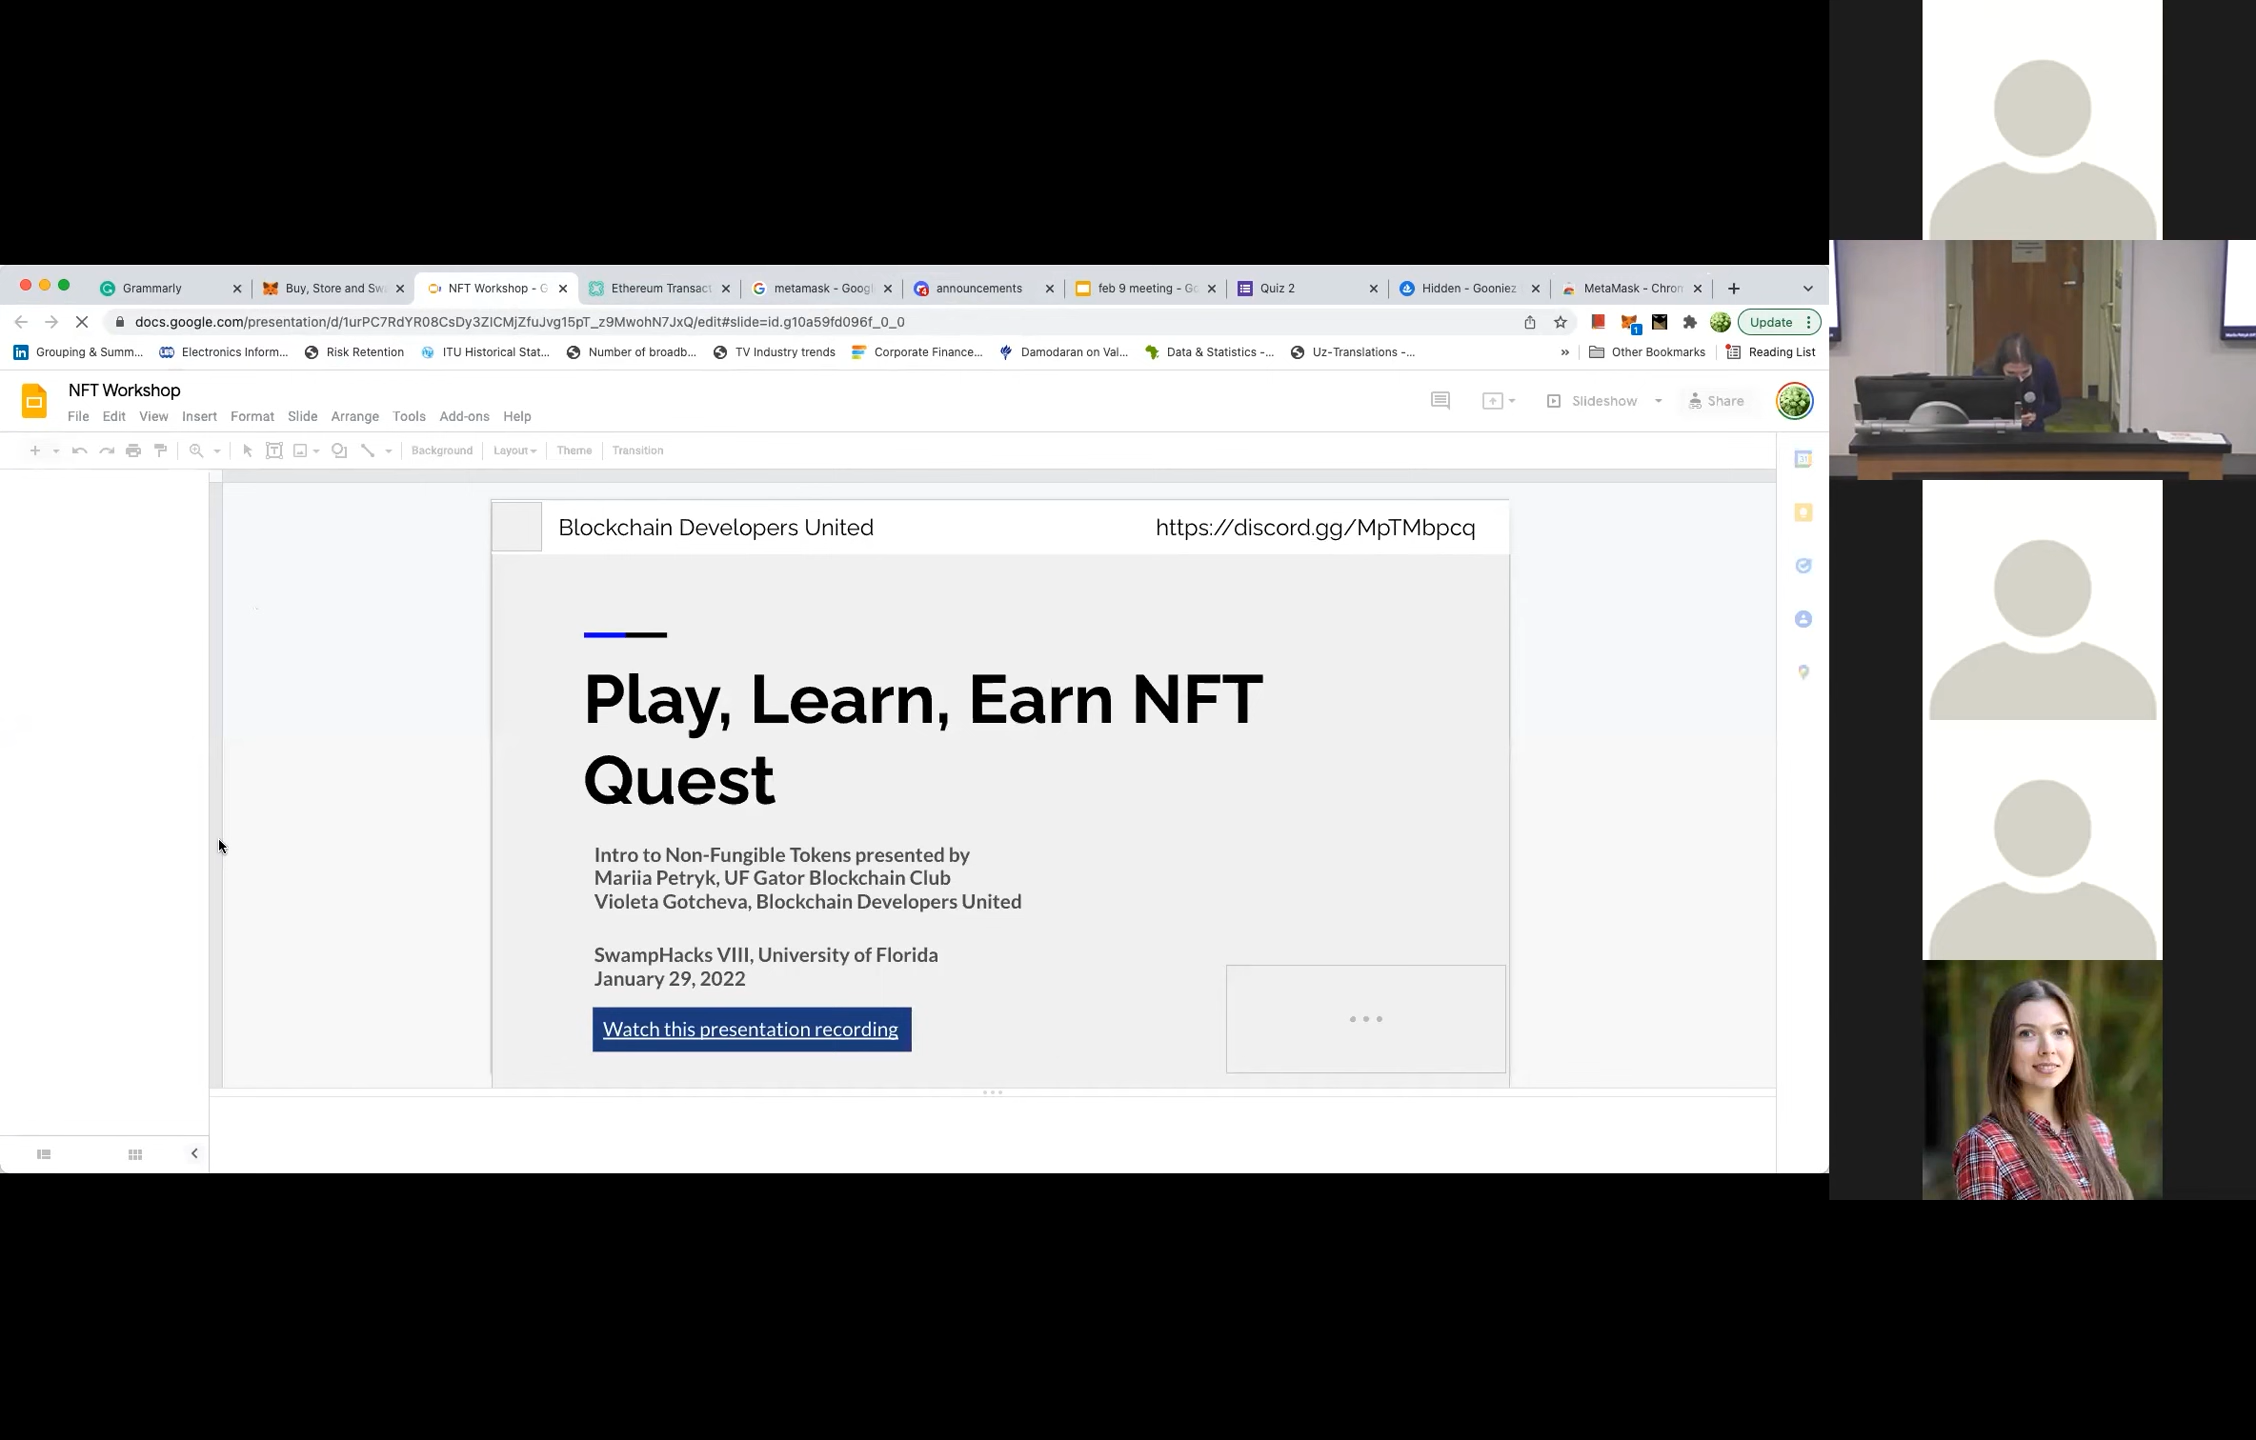 Grammarly
Buy, Store and Sw
NFT Workshop - G
Ethereum Transact
metamask - Googl
announcements
feb 9 meeting - Go
Quiz 2
Hidden - Gooniez
MetaMask - Chron
docs.google.com/presentation/d/1urPC7RdYR08CsDy3ZICMjZfuJvg15pT_z9MwohN7JxQ/edit#slide=id.g10a59fd096f_0_0
Update
Grouping & Summ...
Electronics Inform...
Risk Retention
ITU Historical Stat...
Number of broadb...
TV Industry trends
Corporate Finance...
Damodaran on Val...
Data & Statistics -...
Uz-Translations -...
»
Other Bookmarks
Reading List
NFT Workshop
File Edit View Insert Format Slide Arrange Tools Add-ons Help
Slideshow
Share
Background Layout Theme Transition
Blockchain Developers United
https://discord.gg/MpTMbpcq
Play, Learn, Earn NFT
Quest
Intro to Non-Fungible Tokens presented by
Mariia Petryk, UF Gator Blockchain Club
Violeta Gotcheva, Blockchain Developers United
SwampHacks VIII, University of Florida
January 29, 2022
Watch this presentation recording